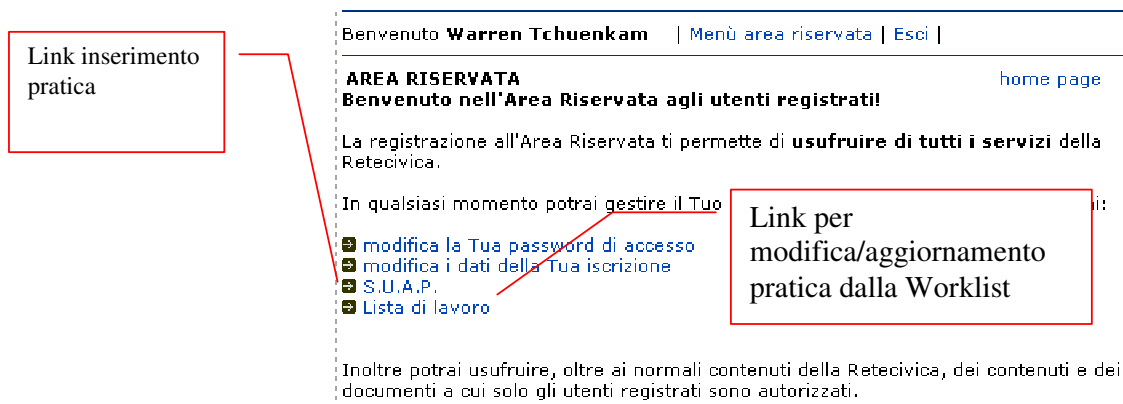 Link inserimento
pratica
Benvenuto Warren Tchuenkam | Menù area riservata | Esci |
AREA RISERVATA home page
Benvenuto nell'Area Riservata agli utenti registrati!
La registrazione all'Area Riservata ti permette di usufruire di tutti i servizi della
Retecivica.
In qualsiasi momento potrai gestire il Tuo
Link per
modifica/aggiornamento
pratica dalla Worklist
modifica la Tua password di accesso
modifica i dati della Tua iscrizione
S.U.A.P.
Lista di lavoro
Inoltre potrai usufruire, oltre ai normali contenuti della Retecivica, dei contenuti e dei
documenti a cui solo gli utenti registrati sono autorizzati.